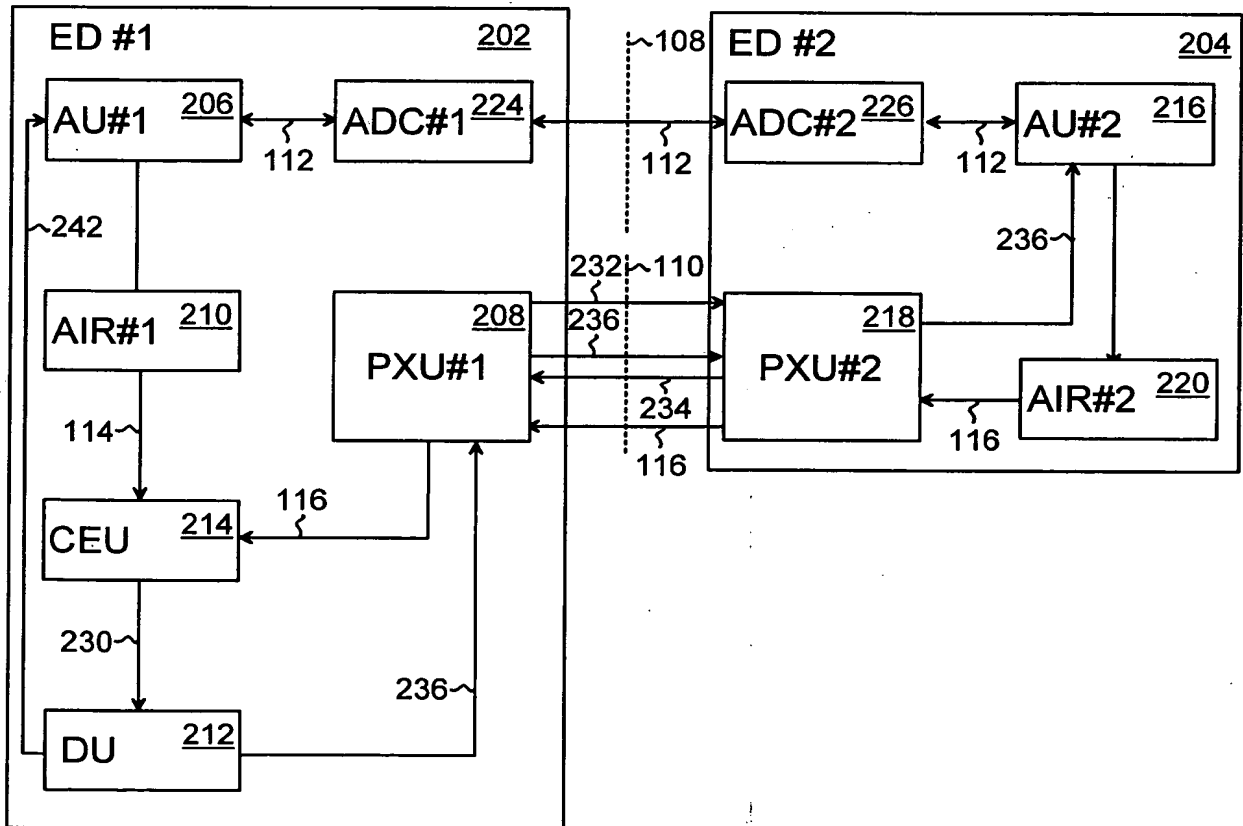 ED #1 202
108
ED #2 204
AU#1 206
112
ADC#1 224
112
ADC#2 226
112
AU#2 216
242
236
AIR#1 210
232
110
236
PXU#1 208
PXU#2 218
234
116
AIR#2 220
116
114
CEU 214
116
230
236
DU 212